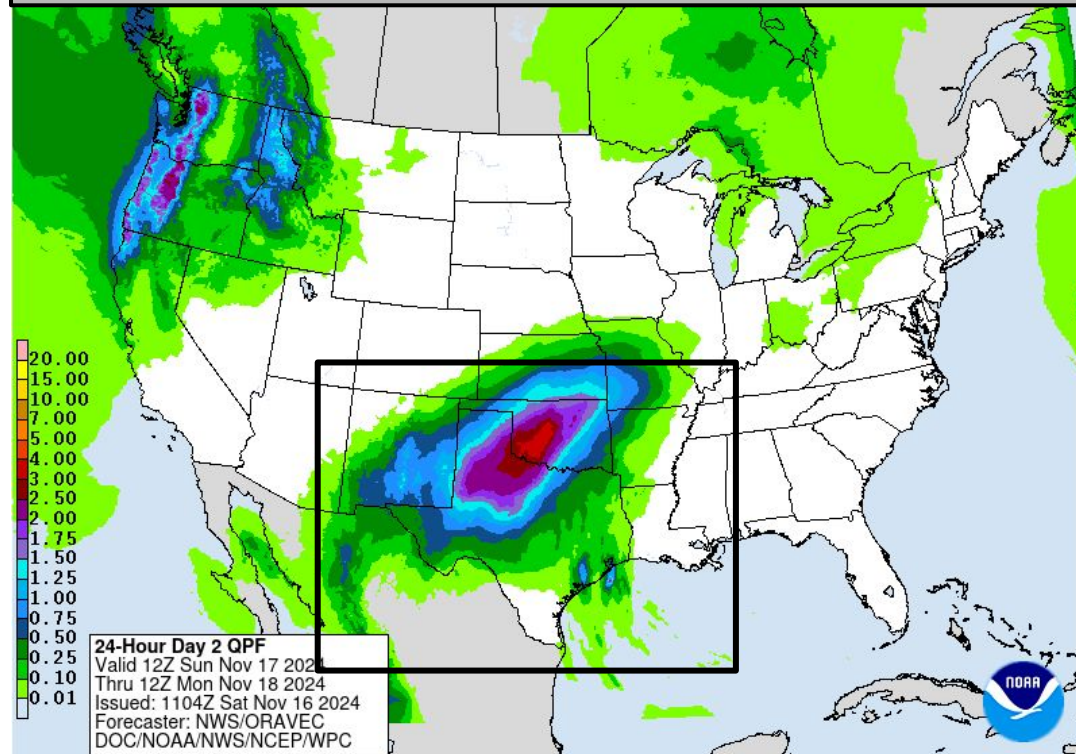 20.00
15.00
10.00
7.00
5.00
4.00
3.00
2.50
2.00
1.75
1.50
1.25
1.00
0.75
0.50
0.25
0.10
0.01
24-Hour Day 2 QPF
Valid 12Z Sun Nov 17 2024
Thru 12Z Mon Nov 18 2024
Issued: 1104Z Sat Nov 16 2024
Forecaster: NWS/ORAVEC
DOC/NOAA/NWS/NCEP/WPC
NOAA